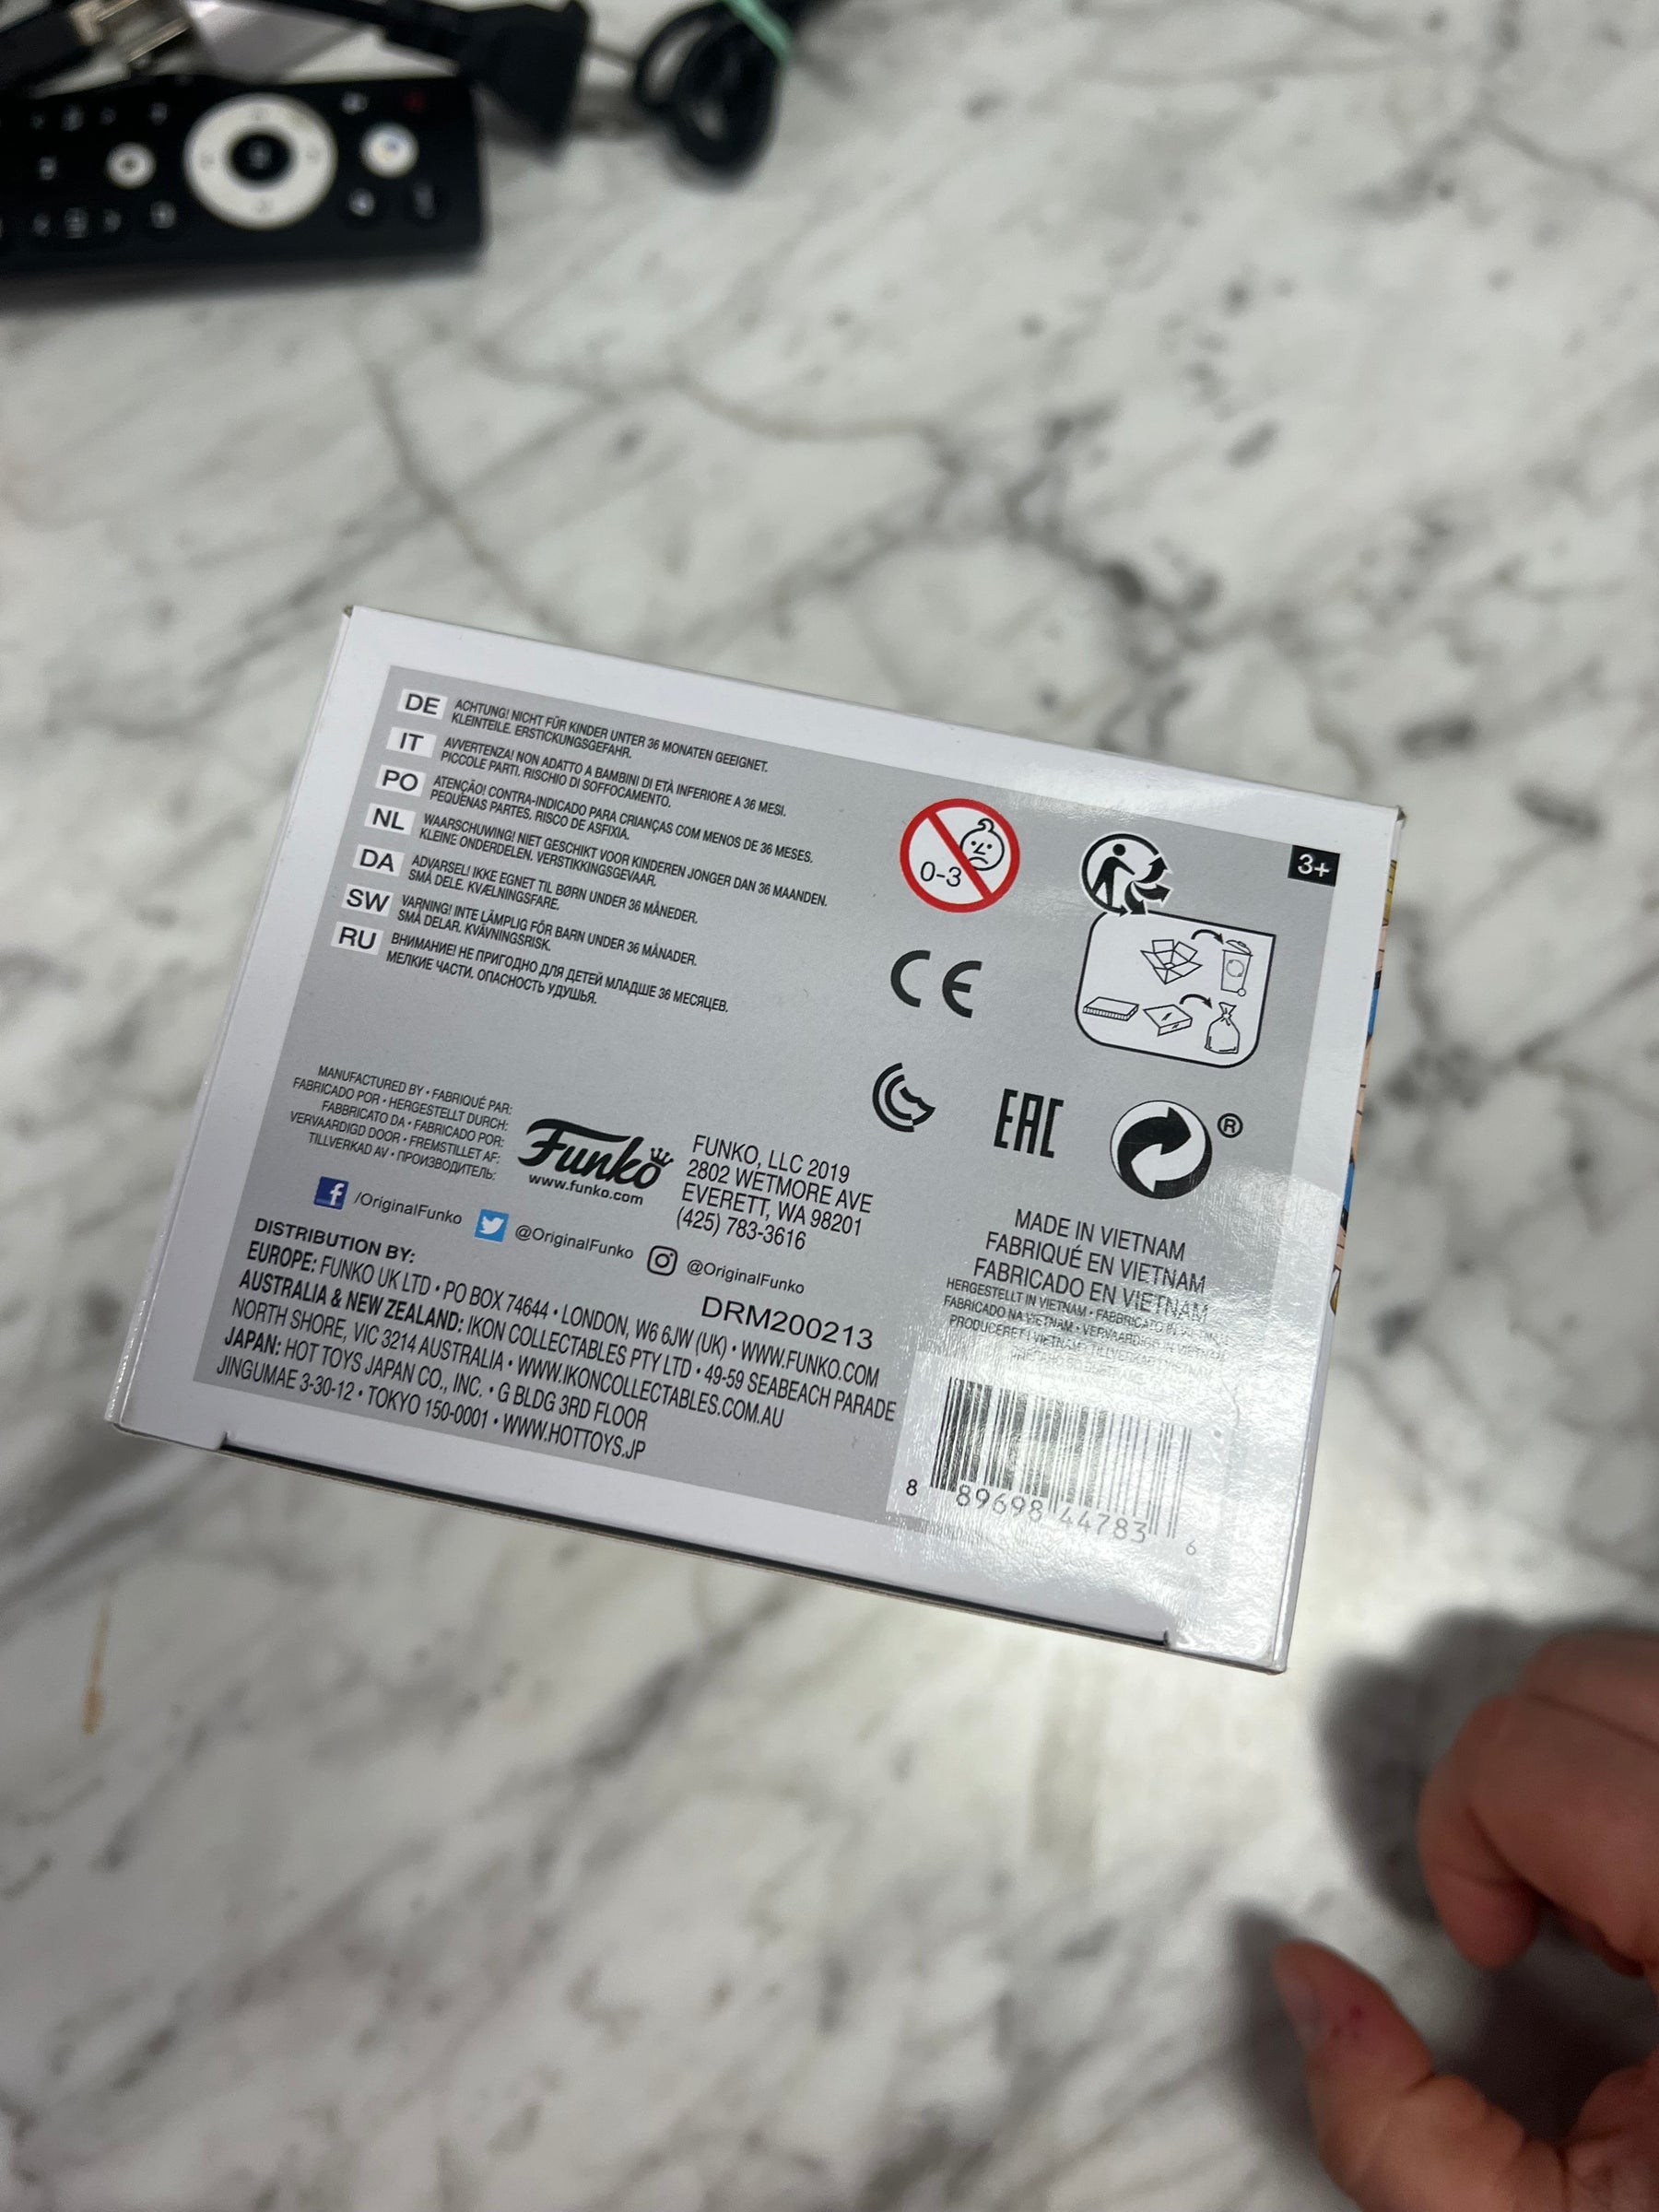 DE ACHTUNG! NICHT FÜR KINDER UNTER 36 MONATEN GEEIGNET.
KLEINTEILE. ERSTICKUNGSGEFAHR.
IT AVVERTENZA! NON ADATTO A BAMBINI DI ETÀ INFERIORE A 36 MESI.
PICCOLE PARTI. RISCHIO DI SOFFOCAMENTO.
PO ATENÇÃO! CONTRA-INDICADO PARA CRIANÇAS COM MENOS DE 36 MESES.
PEQUENAS PARTES. RISCO DE ASFIXIA.
NL WAARSCHUWING! NIET GESCHIKT VOOR KINDEREN JONGER DAN 36 MAANDEN.
KLEINE ONDERDELEN. VERSTIKKINGSGEVAAR.
DA ADVARSEL! IKKE EGNET TIL BØRN UNDER 36 MÅNEDER.
SMÅ DELE. KVÆLNINGSFARE.
SW VARNING! INTE LÄMPLIG FÖR BARN UNDER 36 MÅNADER.
SMÅ DELAR. KVÄVNINGSRISK.
RU ВНИМАНИЕ! НЕ ПРИГОДНО ДЛЯ ДЕТЕЙ МЛАДШЕ 36 МЕСЯЦЕВ.
МЕЛКИЕ ЧАСТИ. ОПАСНОСТЬ УДУШЬЯ.
0-3
3+
CE
EAC
®
MANUFACTURED BY • FABRIQUÉ PAR:
FABRICADO POR • HERGESTELLT DURCH:
FABBRICATO DA • FABRICADO POR:
VERVAARDIGD DOOR • FREMSTILLET AF:
TILLVERKAD AV • ПРОИЗВОДИТЕЛЬ:
Funko
www.funko.com
FUNKO, LLC 2019
2802 WETMORE AVE
EVERETT, WA 98201
(425) 783-3616
/OriginalFunko
@OriginalFunko
@OriginalFunko
DRM200213
DISTRIBUTION BY:
EUROPE: FUNKO UK LTD • PO BOX 74644 • LONDON, W6 6JW (UK) • WWW.FUNKO.COM
AUSTRALIA & NEW ZEALAND: IKON COLLECTABLES PTY LTD • 49-59 SEABEACH PARADE
NORTH SHORE, VIC 3214 AUSTRALIA • WWW.IKONCOLLECTABLES.COM.AU
JAPAN: HOT TOYS JAPAN CO., INC. • G BLDG 3RD FLOOR
JINGUMAE 3-30-12 • TOKYO 150-0001 • WWW.HOTTOYS.JP
MADE IN VIETNAM
FABRIQUÉ EN VIETNAM
FABRICADO EN VIETNAM
HERGESTELLT IN VIETNAM • FABBRICATO IN VIETNAM
FABRICADO NA VIETNAM • VERVAARDIGD IN VIETNAM
PRODUCERET I VIETNAM
8 89698 44783 6